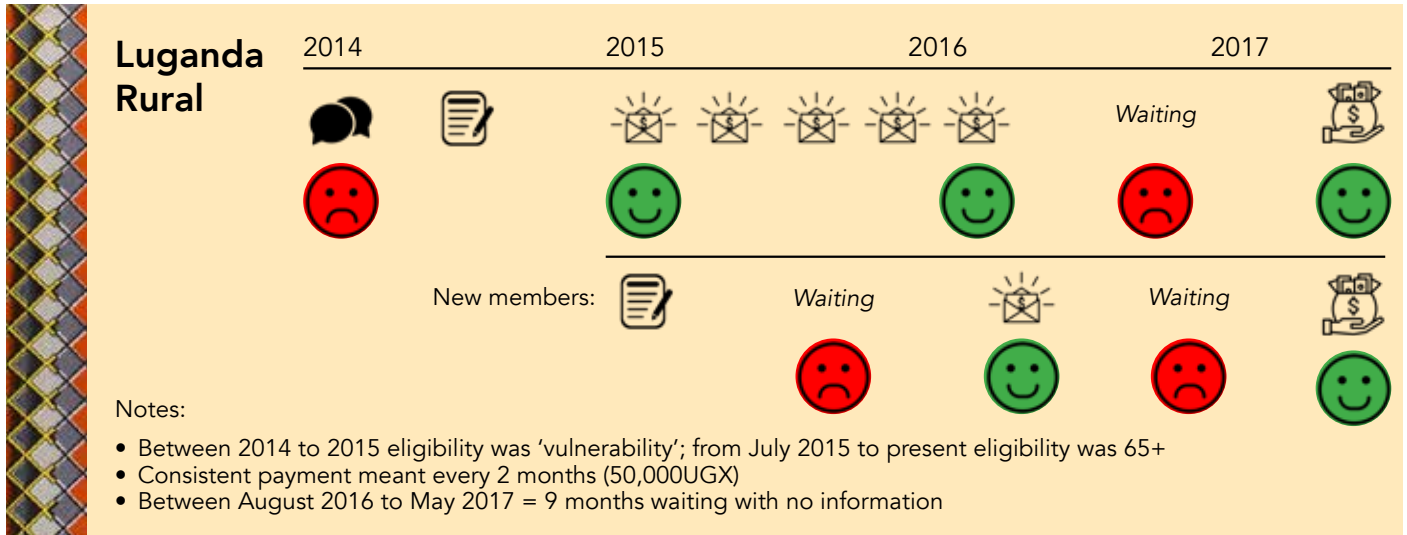 Luganda
Rural
2014 2015 2016 2017
Waiting
New members: Waiting Waiting
Notes:
• Between 2014 to 2015 eligibility was ‘vulnerability’; from July 2015 to present eligibility was 65+
• Consistent payment meant every 2 months (50,000UGX)
• Between August 2016 to May 2017 = 9 months waiting with no information